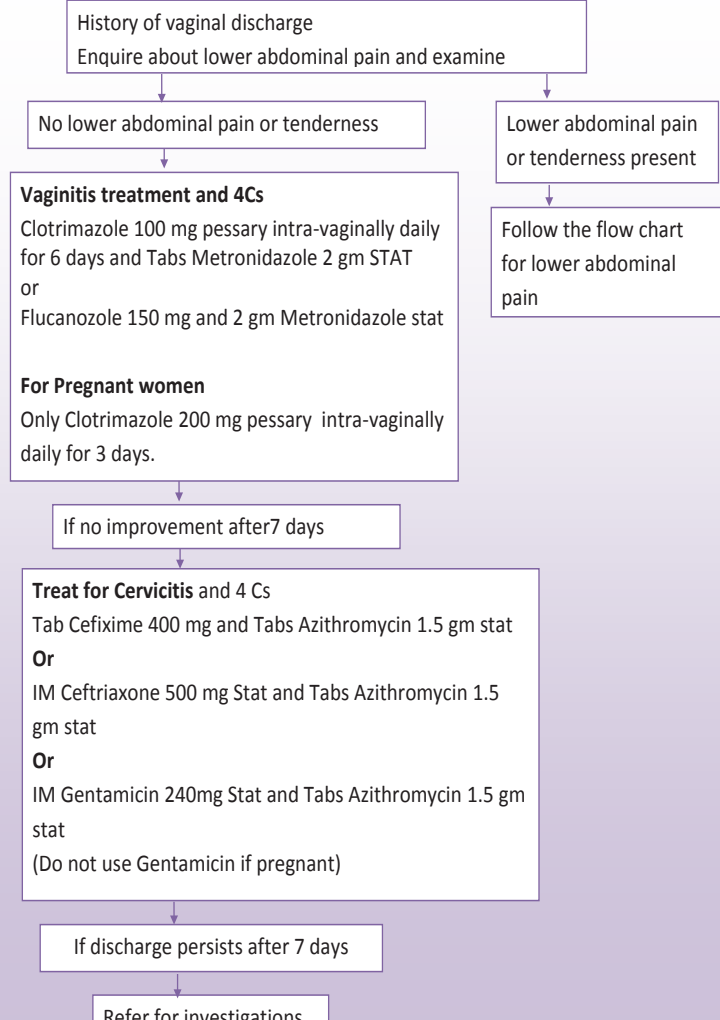 History of vaginal discharge
Enquire about lower abdominal pain and examine
No lower abdominal pain or tenderness
Lower abdominal pain
or tenderness present
Vaginitis treatment and 4Cs
Clotrimazole 100 mg pessary intra-vaginally daily
for 6 days and Tabs Metronidazole 2 gm STAT
or
Flucanozole 150 mg and 2 gm Metronidazole stat
For Pregnant women
Only Clotrimazole 200 mg pessary intra-vaginally
daily for 3 days.
Follow the flow chart
for lower abdominal
pain
If no improvement after7 days
Treat for Cervicitis and 4 Cs
Tab Cefixime 400 mg and Tabs Azithromycin 1.5 gm stat
Or
IM Ceftriaxone 500 mg Stat and Tabs Azithromycin 1.5
gm stat
Or
IM Gentamicin 240mg Stat and Tabs Azithromycin 1.5 gm
stat
(Do not use Gentamicin if pregnant)
If discharge persists after 7 days
Refer for investigations